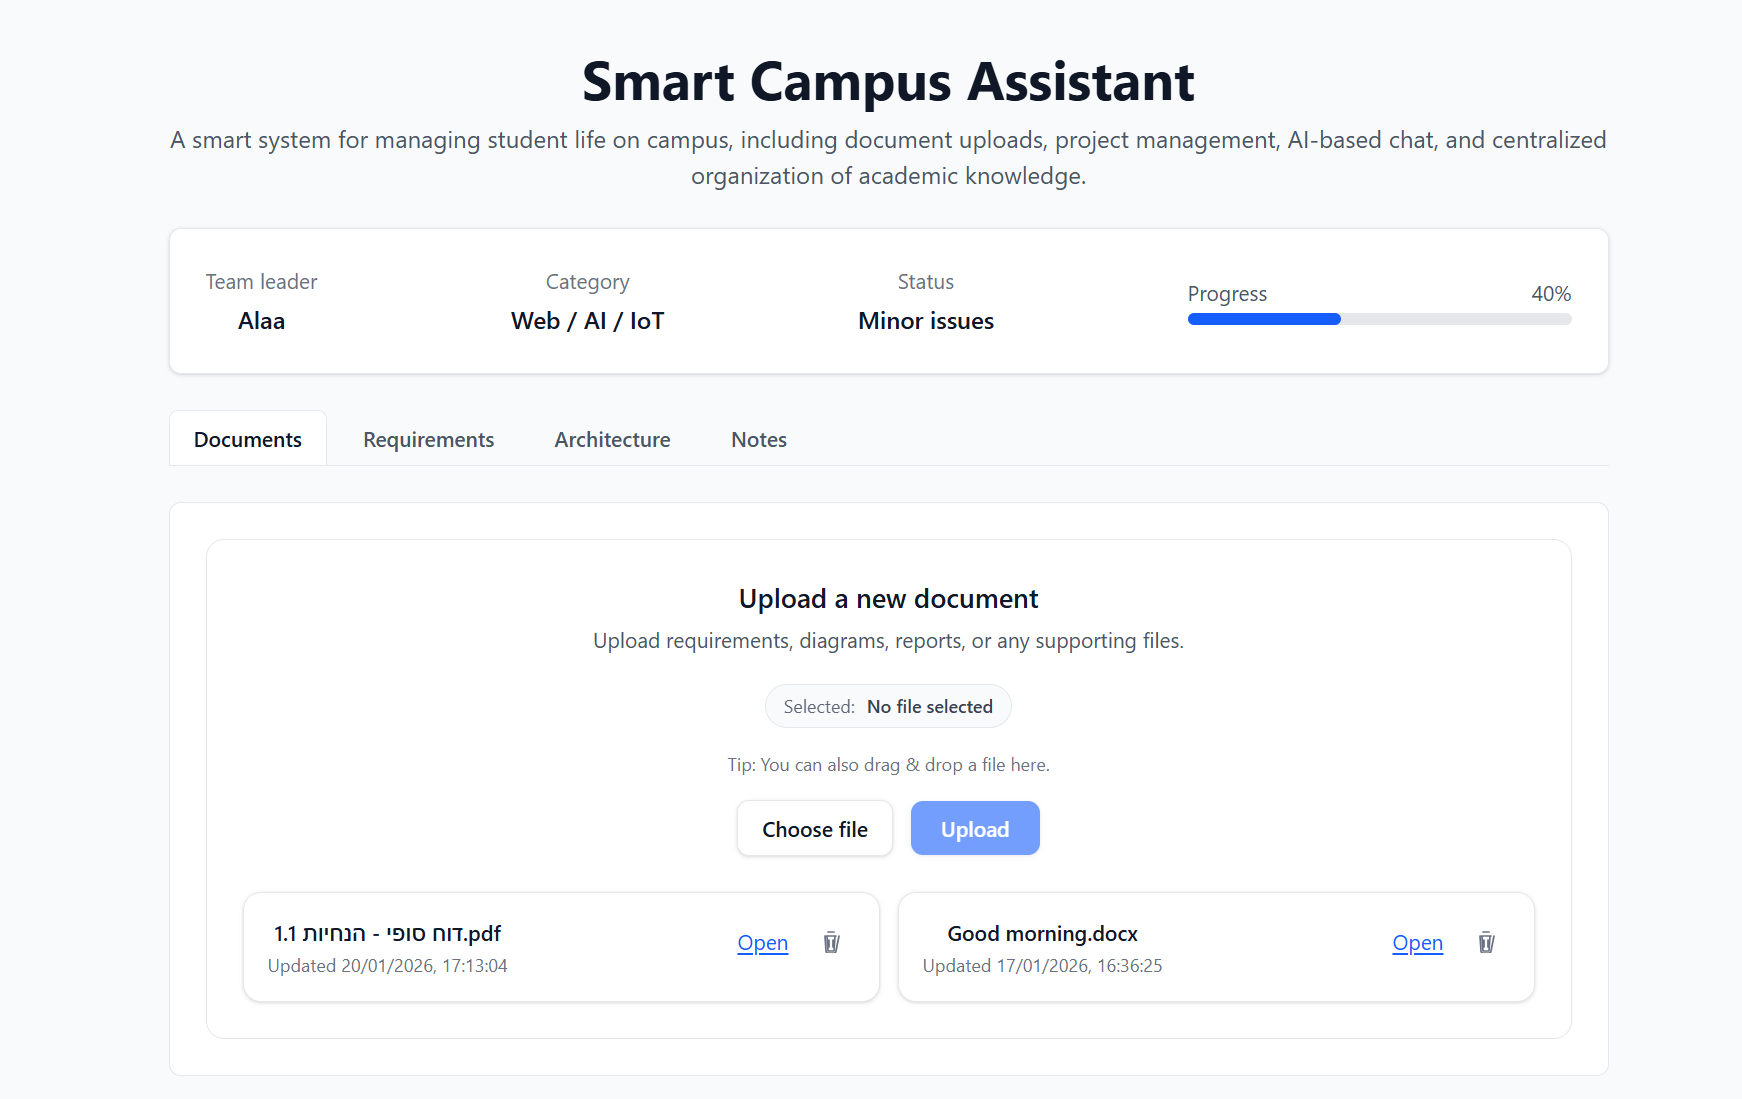 Smart Campus Assistant
A smart system for managing student life on campus, including document uploads, project management, AI-based chat, and centralized
organization of academic knowledge.
Team leader
Alaa
Category
Web / AI / IoT
Status
Minor issues
Progress 40%
Documents Requirements Architecture Notes
Upload a new document
Upload requirements, diagrams, reports, or any supporting files.
Selected: No file selected
Tip: You can also drag & drop a file here.
Choose file Upload
1.1 דוח סופי - הנחיות.pdf
Updated 20/01/2026, 17:13:04
Open
Good morning.docx
Updated 17/01/2026, 16:36:25
Open